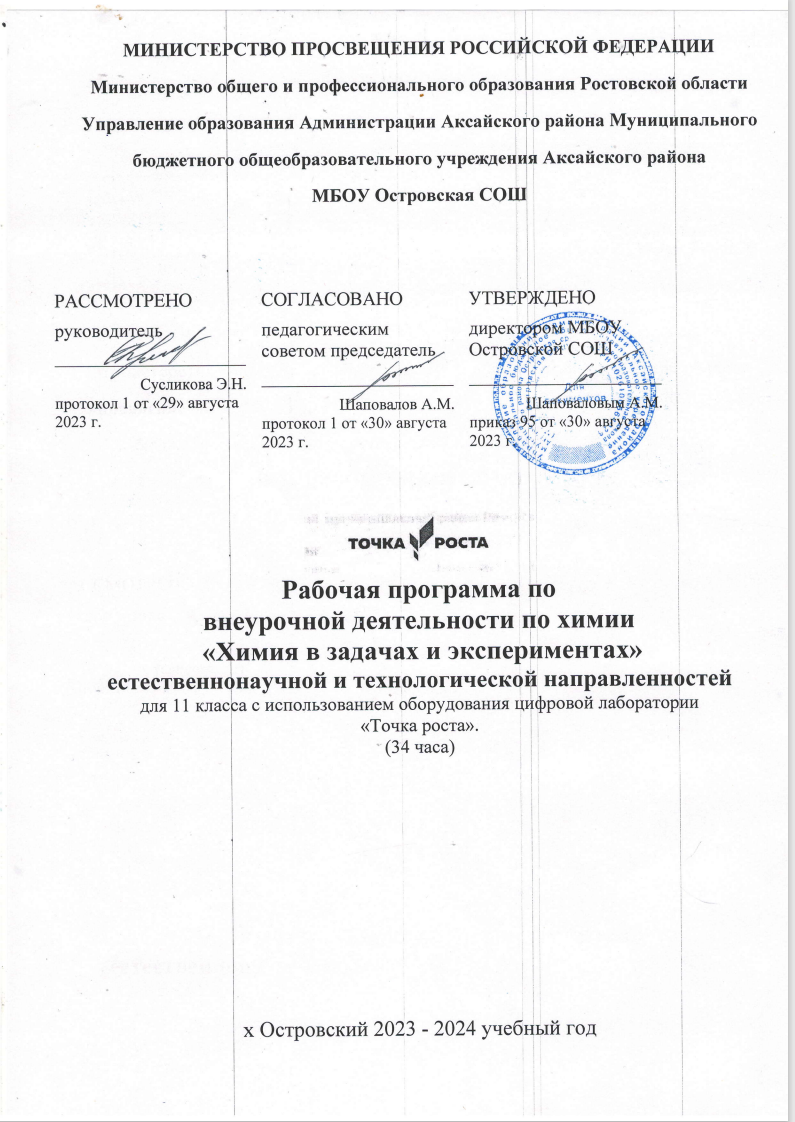 МИНИСТЕРСТВО ПРОСВЕЩЕНИЯ РОССИЙСКОЙ ФЕДЕРАЦИИ
Министерство общего и профессионального образования Ростовской области
Управление образования Администрации Аксайского района Муниципального
бюджетного общеобразовательного учреждения Аксайского района
МБОУ Островская СОШ
РАССМОТРЕНО
руководитель
Сусликова Э.Н.
протокол 1 от «29» августа
2023 г.
СОГЛАСОВАНО
педагогическим
советом председатель
Шаповалов А.М.
протокол 1 от «30» августа
2023 г.
УТВЕРЖДЕНО
директором МБОУ
Островской СОШ
Шаповаловым А.М.
приказ 95 от «30» августа
2023 г.
Для
документов
ТОЧКА РОСТА
Рабочая программа по
внеурочной деятельности по химии
«Химия в задачах и экспериментах»
естественнонаучной и технологической направленностей
для 11 класса с использованием оборудования цифровой лаборатории
«Точка роста».
(34 часа)
х Островский 2023 - 2024 учебный год